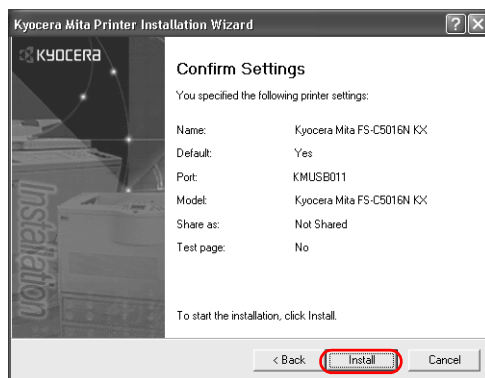 Kyocera Mita Printer Installation Wizard
KYOCERA
Confirm Settings
You specified the following printer settings:
Name: Kyocera Mita FS-C5016N KX
Default: Yes
Port: KMUSB011
Model: Kyocera Mita FS-C5016N KX
Share as: Not Shared
Test page: No
Installation
To start the installation, click Install.
< Back Install Cancel